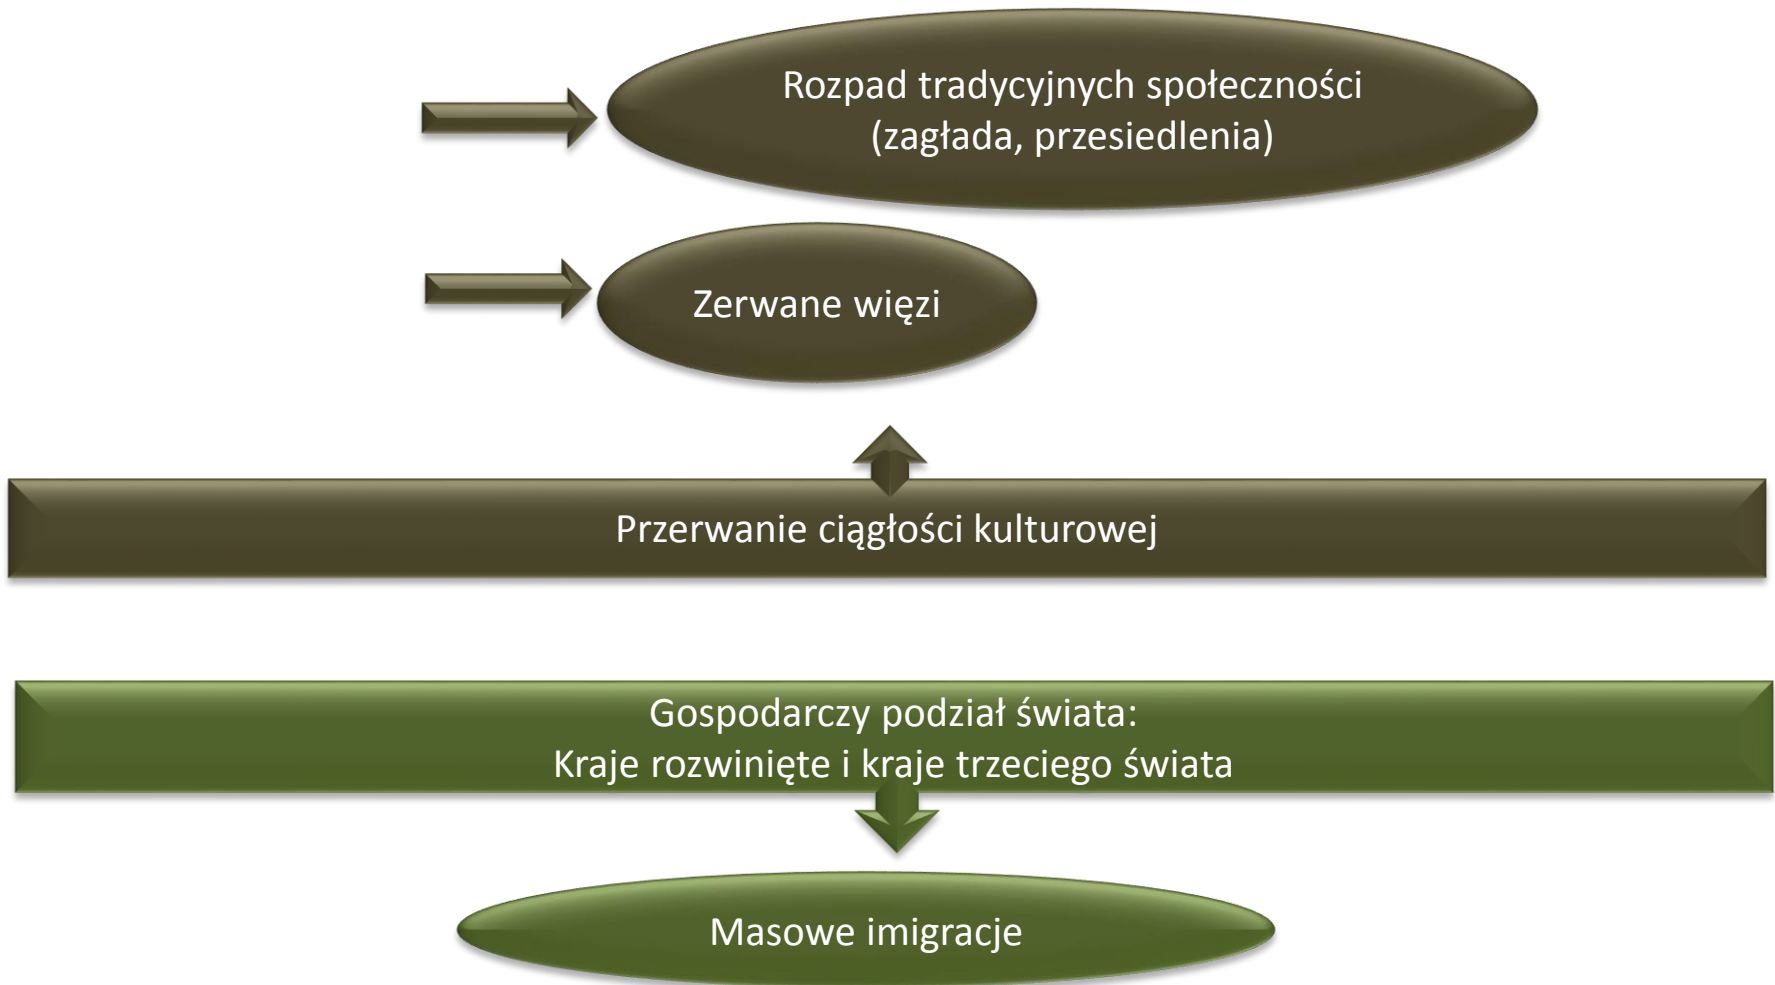 Rozpad tradycyjnych społeczności
(zagłada, przesiedlenia)
Zerwane więzi
Przerwanie ciągłości kulturowej
Gospodarczy podział świata:
Kraje rozwinięte i kraje trzeciego świata
Masowe imigracje